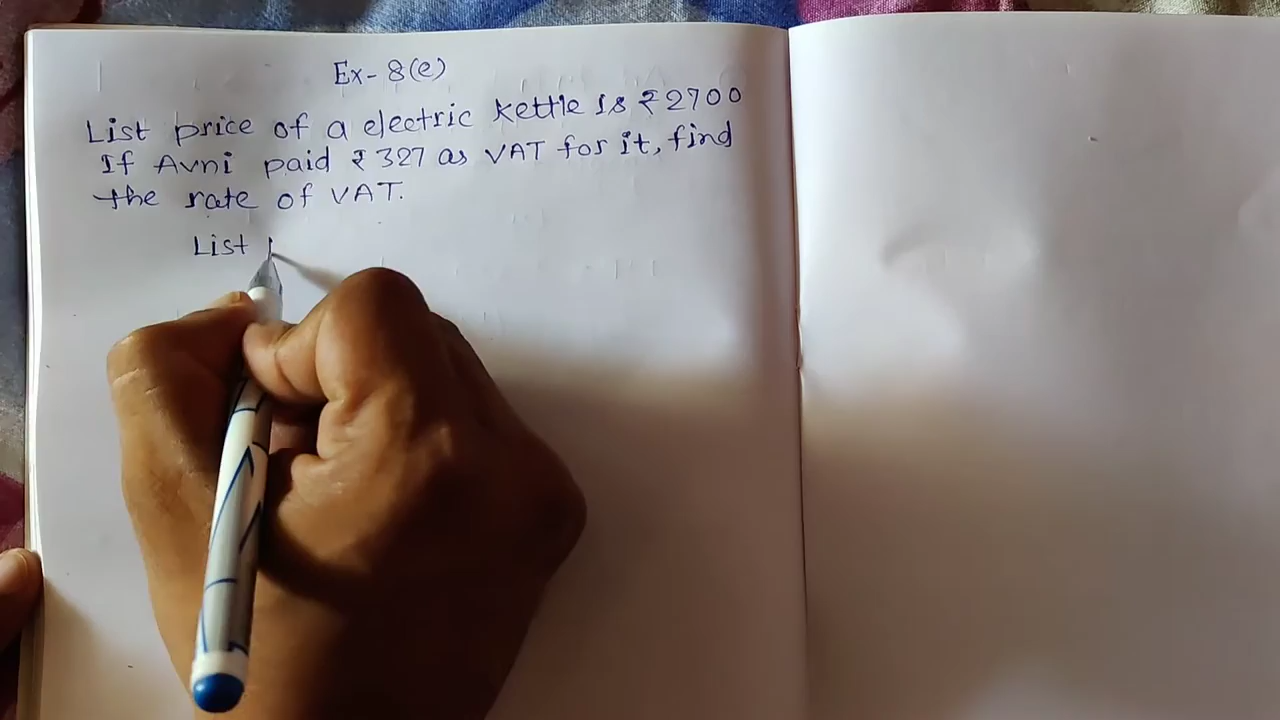 Ex- 8(e)
List price of a electric kettle is ₹2700
If Avni paid ₹327 as VAT for it, find
the rate of VAT.
List